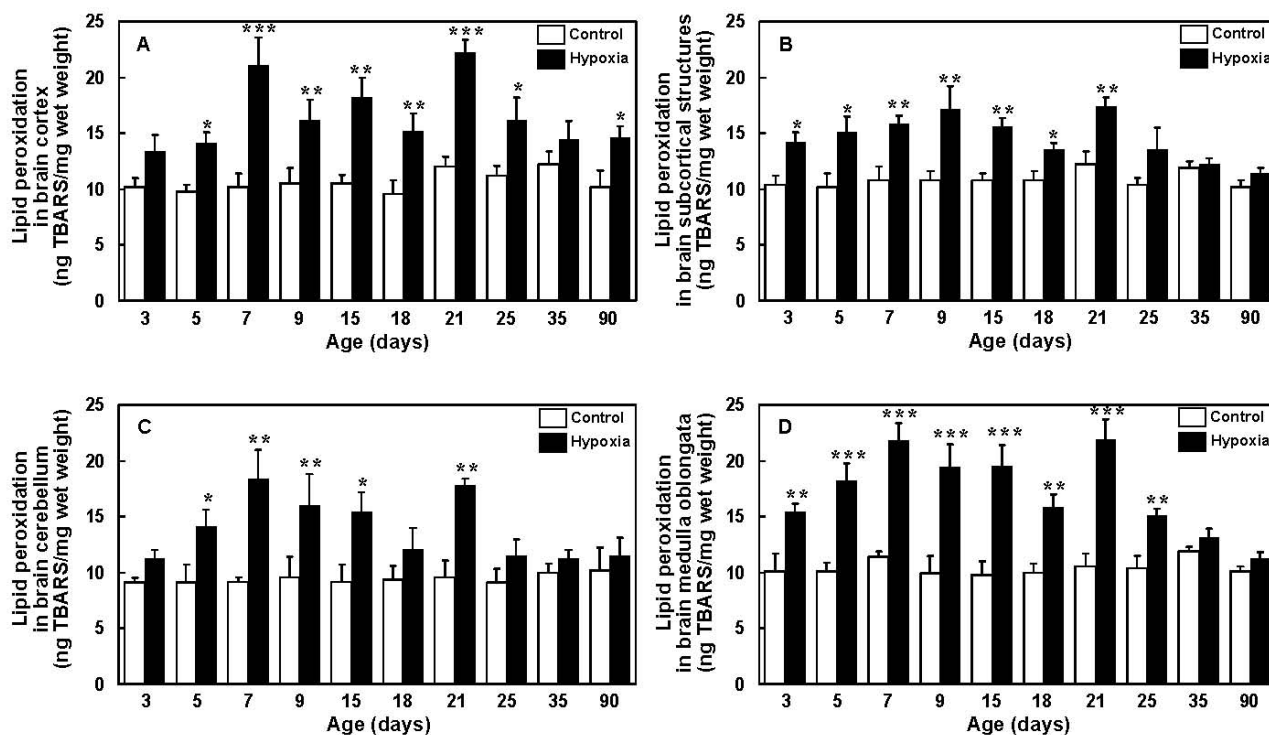 Lipid peroxidation
in brain cortex
(ng TBARS/mg wet weight)
25
20
15
10
5
0
A
Control
Hypoxia
***
***
**
**
**
*
*
*
3 5 7 9 15 18 21 25 35 90
Age (days)
Lipid peroxidation
in brain subcortical structures
(ng TBARS/mg wet weight)
25
20
15
10
5
0
B
Control
Hypoxia
*
*
**
**
**
*
**
3 5 7 9 15 18 21 25 35 90
Age (days)
Lipid peroxidation
in brain cerebellum
(ng TBARS/mg wet weight)
25
20
15
10
5
0
C
Control
Hypoxia
*
**
**
*
**
3 5 7 9 15 18 21 25 35 90
Age (days)
Lipid peroxidation
in brain medulla oblongata
(ng TBARS/mg wet weight)
25
20
15
10
5
0
D
Control
Hypoxia
**
***
***
***
***
**
***
**
3 5 7 9 15 18 21 25 35 90
Age (days)